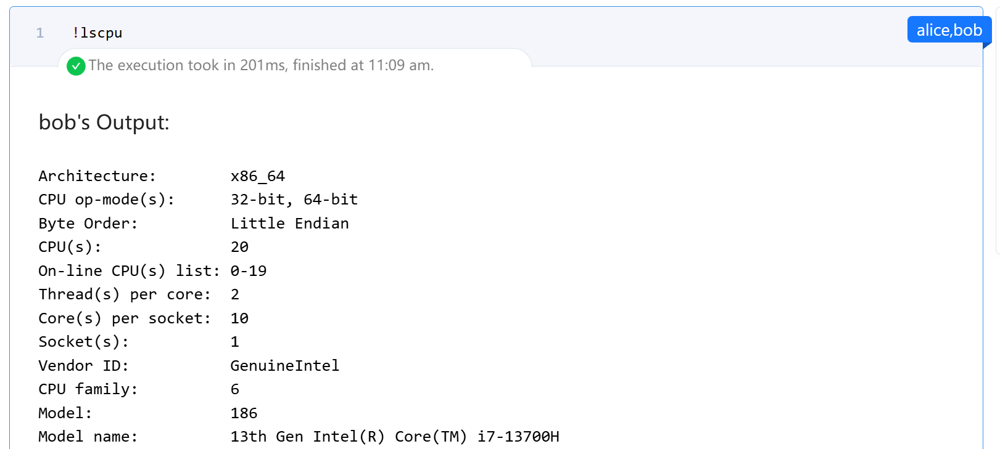 1 !lscpu
alice,bob
The execution took in 201ms, finished at 11:09 am.
bob's Output:
Architecture: x86_64
CPU op-mode(s): 32-bit, 64-bit
Byte Order: Little Endian
CPU(s): 20
On-line CPU(s) list: 0-19
Thread(s) per core: 2
Core(s) per socket: 10
Socket(s): 1
Vendor ID: GenuineIntel
CPU family: 6
Model: 186
Model name: 13th Gen Intel(R) Core(TM) i7-13700H